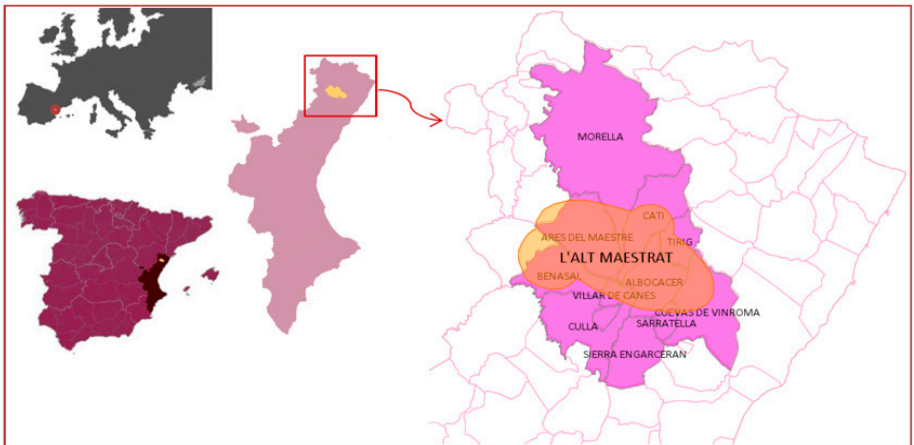 MORELLA
CATI
ARES DEL MAESTRE
TIRIG
L'ALT MAESTRAT
BENASAL
ALBOCACER
VILLAR DE CANES
CUEVAS DE VINROMA
CULLA
SARRATELLA
SIERRA ENGARCERAN